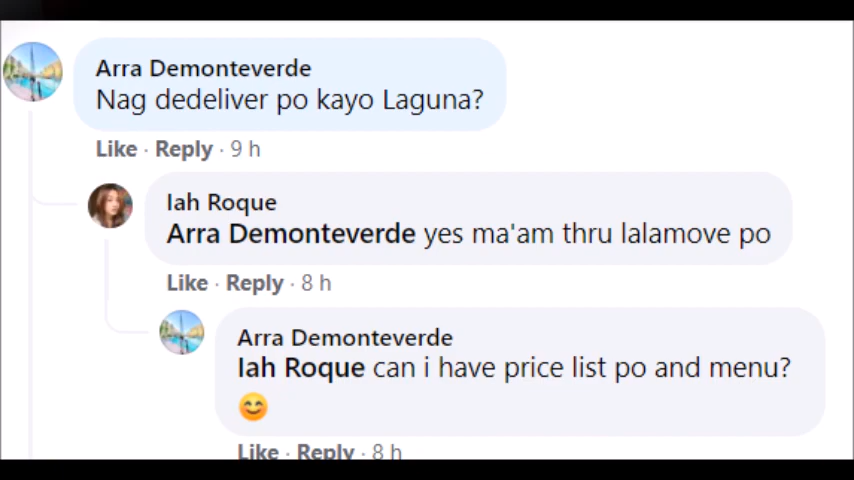 Arra Demonteverde
Nag dedeliver po kayo Laguna?
Like · Reply · 9 h
Iah Roque
Arra Demonteverde yes ma'am thru lalamove po
Like · Reply · 8 h
Arra Demonteverde
Iah Roque can i have price list po and menu?
😊
Like · Reply · 8 h